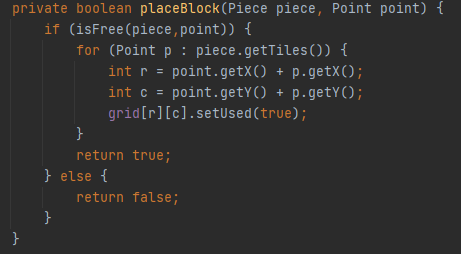 private boolean placeBlock(Piece piece, Point point) {
    if (isFree(piece,point)) {
        for (Point p : piece.getTiles()) {
            int r = point.getX() + p.getX();
            int c = point.getY() + p.getY();
            grid[r][c].setUsed(true);
        }
        return true;
    } else {
        return false;
    }
}